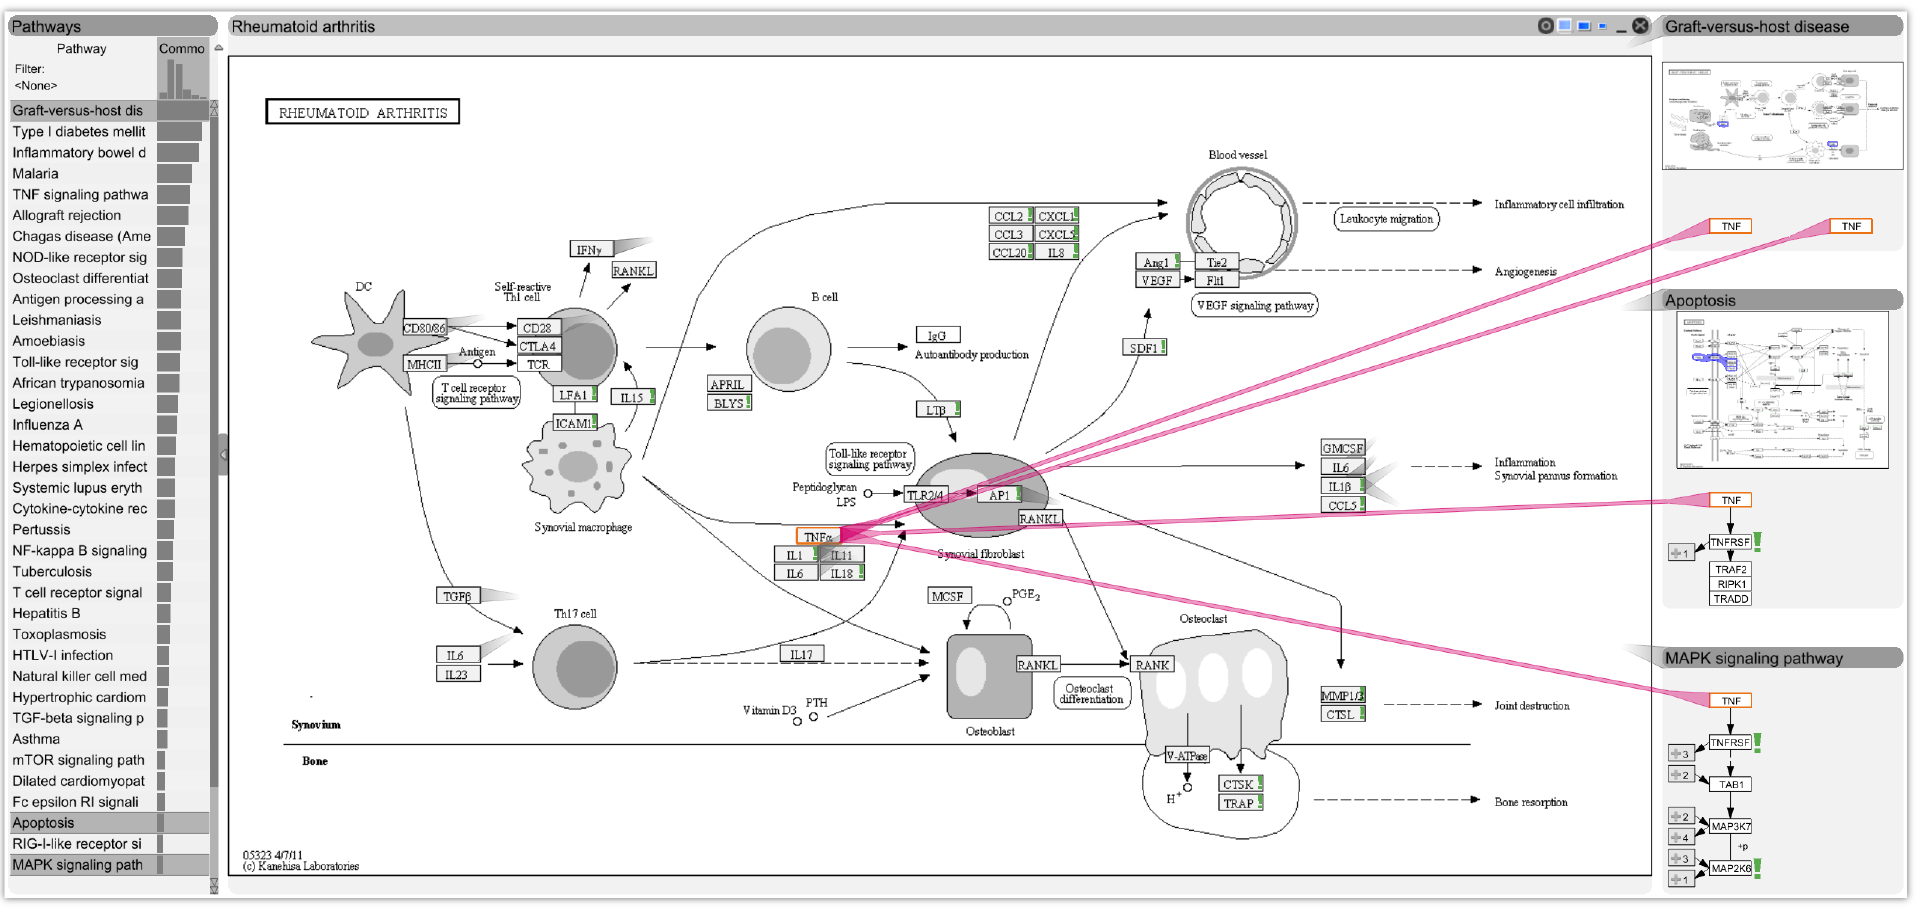 Pathways
Pathway
Commo
Filter:
<None>
Graft-versus-host dis
Type I diabetes mellit
Inflammatory bowel d
Malaria
TNF signaling pathwa
Allograft rejection
Chagas disease (Ame
NOD-like receptor sig
Osteoclast differentiat
Antigen processing a
Leishmaniasis
Amoebiasis
Toll-like receptor sig
African trypanosomia
Legionellosis
Influenza A
Hematopoietic cell lin
Herpes simplex infect
Systemic lupus eryth
Cytokine-cytokine rec
Pertussis
NF-kappa B signaling
Tuberculosis
T cell receptor signal
Hepatitis B
Toxoplasmosis
HTLV-I infection
Natural killer cell med
Hypertrophic cardiom
TGF-beta signaling p
Asthma
mTOR signaling path
Dilated cardiomyopat
Fc epsilon RI signali
Apoptosis
RIG-I-like receptor si
MAPK signaling path
Rheumatoid arthritis
RHEUMATOID ARTHRITIS
Blood vessel
CCL2 CXCL1
CCL3 CXCL5
CCL20 IL8
Inflammatory cell infiltration
Leukocyte migration
IFNγ
RANKL
Ang1 Tie2
VEGF Flt1
Angiogenesis
VEGF signaling pathway
DC
Self-reactive
Th1 cell
B cell
CD80/86
CD28
CTLA4
Antigen
MHCII
TCR
T cell receptor
signaling pathway
LFA1
IL15
ICAM1
IgG
Autoantibody production
SDF1
APRIL
BLYS
LTβ
Synovial macrophage
Toll-like receptor
signaling pathway
Peptidoglycan
LPS
TLR2/4
AP1
RANKL
Synovial fibroblast
GMCSF
IL6
IL1β
CCL5
Inflammation
Synovial pannus formation
TNFα
IL1 IL11
IL6 IL18
TGFβ
Th17 cell
IL6
IL23
IL17
MCSF
PGE2
Osteoclast
RANKL
RANK
Osteoclast
differentiation
Vitamin D3
PTH
Osteoblast
MMP1/3
CTSL
Joint destruction
Synovium
Bone
V-ATPase
H+
CTSK
TRAP
Bone resorption
05323 4/7/11
(c) Kanehisa Laboratories
Graft-versus-host disease
TNF
TNF
Apoptosis
TNF
TNFRSF
+1
TRAF2
RIPK1
TRADD
MAPK signaling pathway
TNF
TNFRSF
+3
+2
TAB1
+2
MAP3K7
+4
+p
+3
MAP2K6
+1